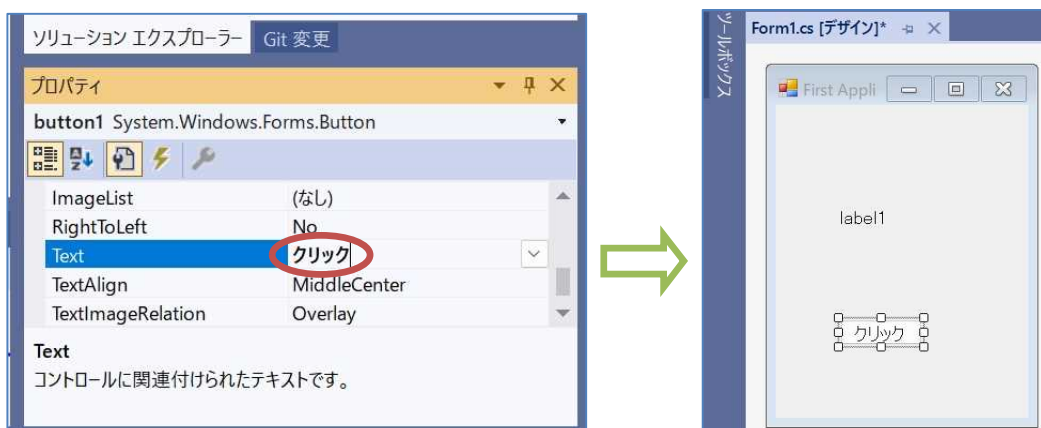 ソリューション エクスプローラー Git 変更
プロパティ
button1 System.Windows.Forms.Button
ImageList (なし)
RightToLeft No
Text クリック
TextAlign MiddleCenter
TextImageRelation Overlay
Text
コントロールに関連付けられたテキストです。
ツールボックス
Form1.cs [デザイン]*
First Appli
label1
クリック